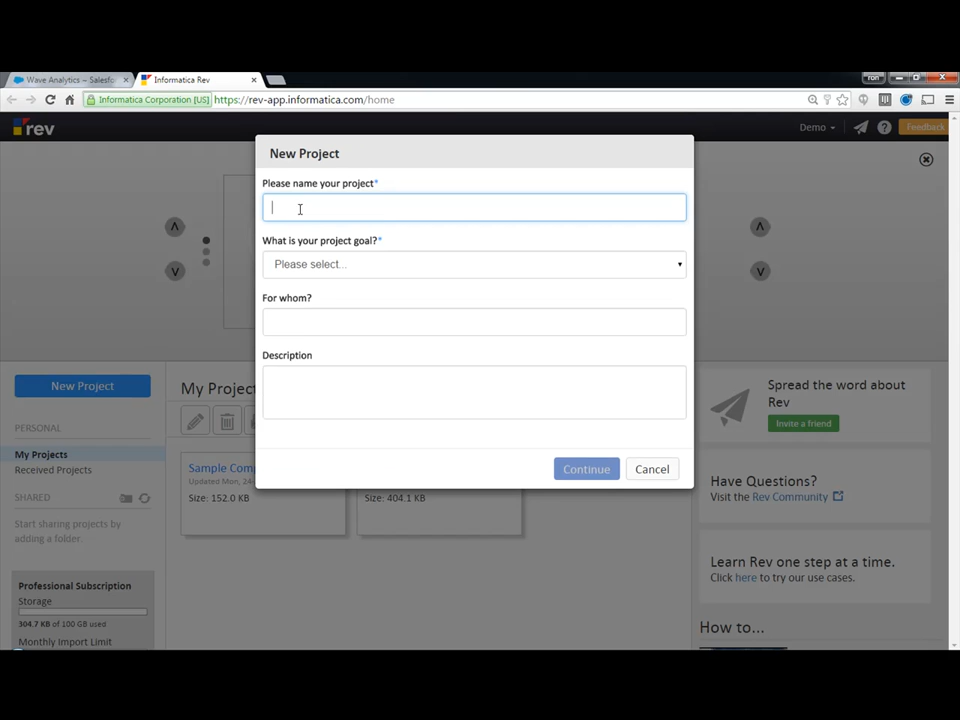 Wave Analytics – Salesfo
Informatica Rev
ron
Informatica Corporation [US]
https://rev-app.informatica.com/home
rev
Demo
Feedback
New Project
Please name your project*
What is your project goal?*
Please select...
For whom?
Description
Continue
Cancel
New Project
PERSONAL
My Projects
Received Projects
SHARED
Start sharing projects by
adding a folder.
Professional Subscription
Storage
304.7 KB of 100 GB used
Monthly Import Limit
My Project
Sample Comp
Updated Mon, 24-
Size: 152.0 KB
Size: 404.1 KB
Spread the word about
Rev
Invite a friend
Have Questions?
Visit the Rev Community
Learn Rev one step at a time.
Click here to try our use cases.
How to...